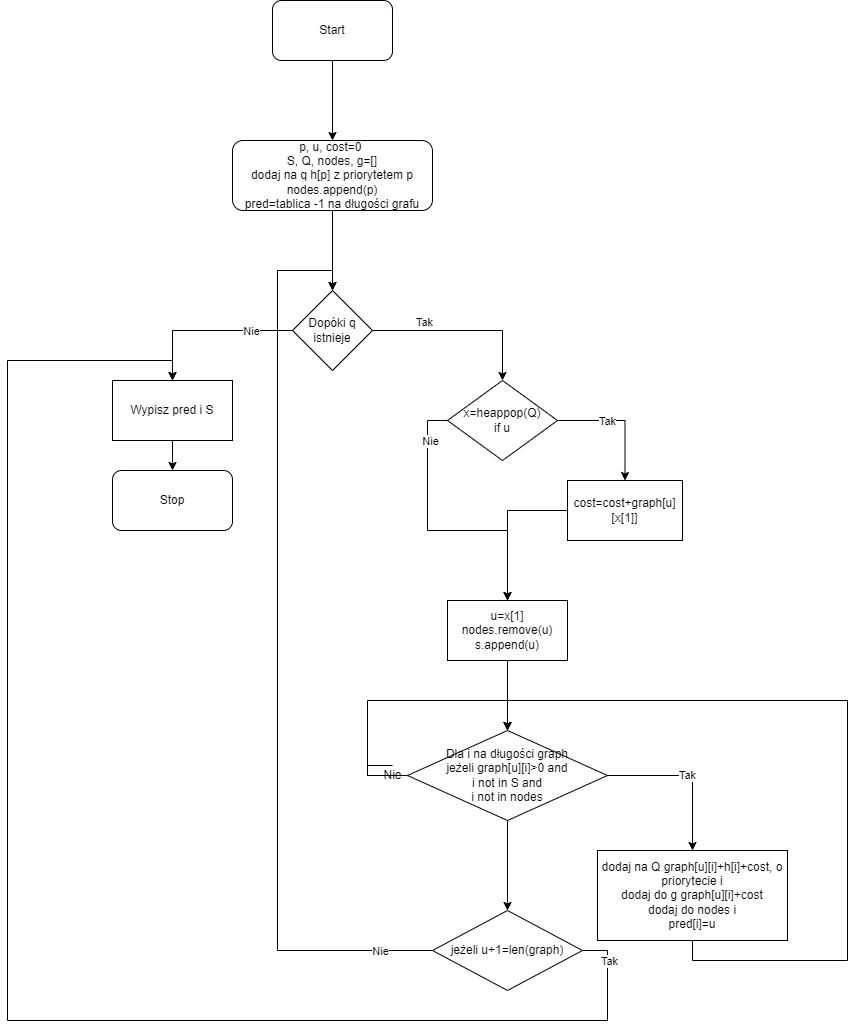 Start
p, u, cost=0
S, Q, nodes, g=[]
dodaj na q h[p] z priorytetem p
nodes.append(p)
pred=tablica -1 na długości grafu
Dopóki q
istnieje
Nie
Tak
Wypisz pred i S
Stop
x=heappop(Q)
if u
Nie
Tak
cost=cost+graph[u]
[x[1]]
u=x[1]
nodes.remove(u)
s.append(u)
Dla i na długości graph
jeżeli graph[u][i]>0 and
i not in S and
i not in nodes
Nie
Tak
dodaj na Q graph[u][i]+h[i]+cost, o
priorytecie i
dodaj do g graph[u][i]+cost
dodaj do nodes i
pred[i]=u
jeżeli u+1=len(graph)
Nie
Tak